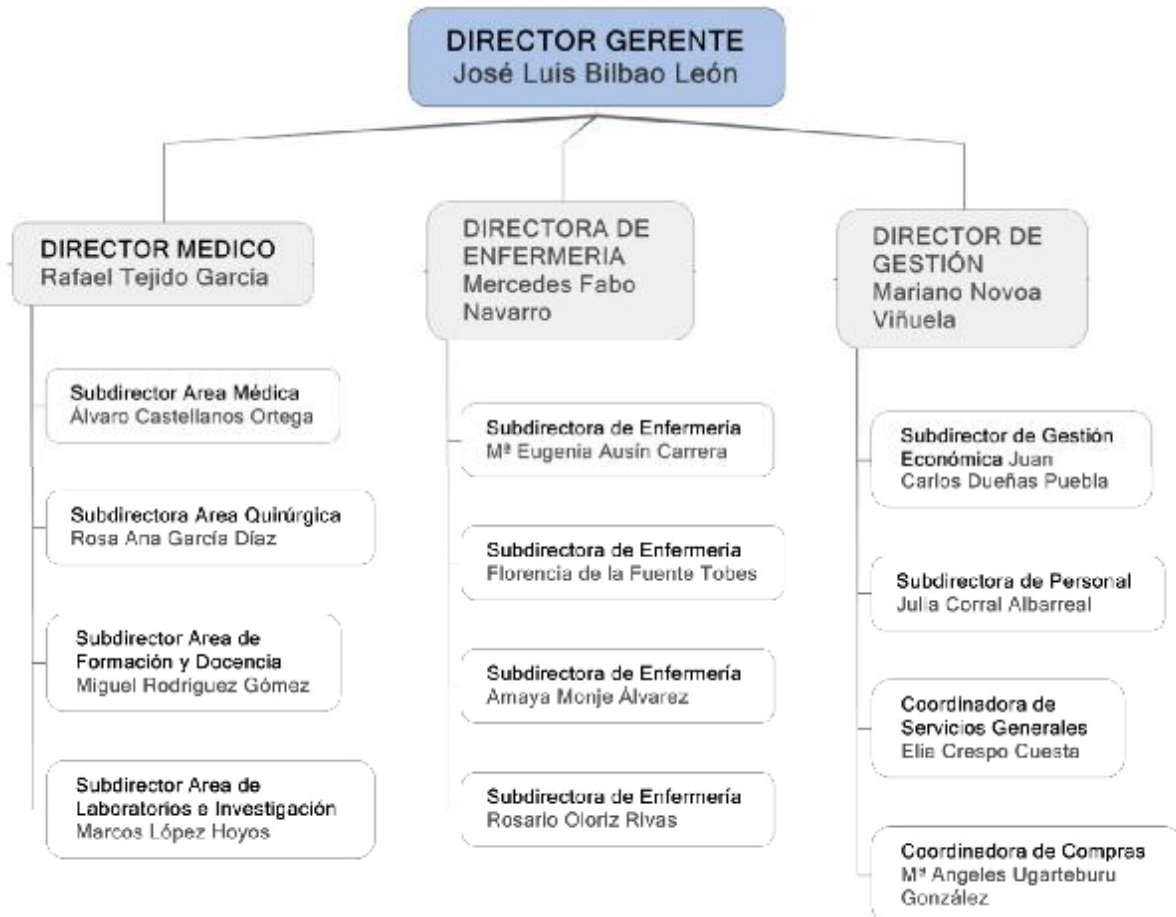 DIRECTOR GERENTE
José Luis Bilbao León
DIRECTOR MEDICO
Rafael Tejido García
Subdirector Area Médica
Álvaro Castellanos Ortega
Subdirectora Area Quirúrgica
Rosa Ana García Díaz
Subdirector Area de
Formación y Docencia
Miguel Rodríguez Gómez
Subdirector Area de
Laboratorios e Investigación
Marcos López Hoyos
DIRECTORA DE
ENFERMERIA
Mercedes Fabo
Navarro
Subdirectora de Enfermería
Mª Eugenia Ausín Carrera
Subdirectora de Enfermería
Florencia de la Fuente Tobes
Subdirectora de Enfermería
Amaya Monje Álvarez
Subdirectora de Enfermería
Rosario Oloriz Rivas
DIRECTOR DE
GESTIÓN
Mariano Novoa
Viñuela
Subdirector de Gestión
Económica Juan
Carlos Dueñas Puebla
Subdirectora de Personal
Julia Corral Albarreal
Coordinadora de
Servicios Generales
Elia Crespo Cuesta
Coordinadora de Compras
Mª Angeles Ugarteburu
González